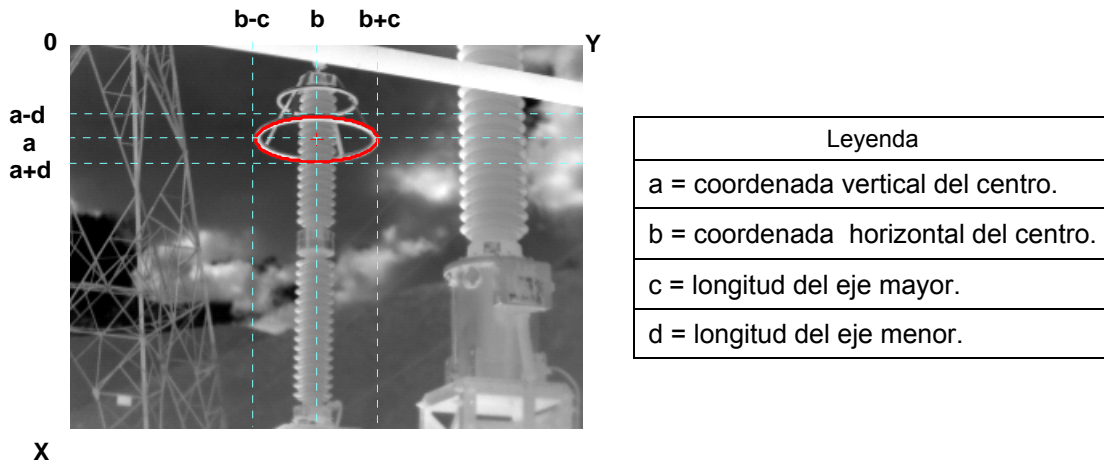 b-c b b+c
0 Y
a-d
a
a+d
X
Leyenda
a = coordenada vertical del centro.
b = coordenada horizontal del centro.
c = longitud del eje mayor.
d = longitud del eje menor.